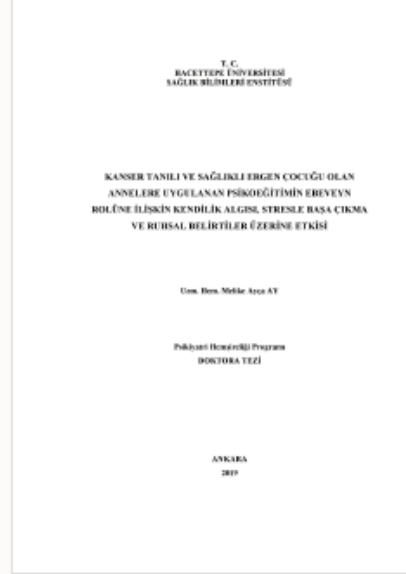 T. C.
HACETTEPE ÜNİVERSİTESİ
SAĞLIK BİLİMLERİ ENSTİTÜSÜ
KANSER TANILI VE SAĞLIKLI ERGEN ÇOCUĞU OLAN
ANNELERE UYGULANAN PSİKOEĞİTİMİN EBEVEYN
ROLÜNE İLİŞKİN KENDİLİK ALGISI, STRESLE BAŞA ÇIKMA
VE RUHSAL BELİRTİLER ÜZERİNE ETKİSİ
Uzm. Hem. Melike Ayça AY
Psikiyatri Hemşireliği Programı
DOKTORA TEZİ
ANKARA
2019